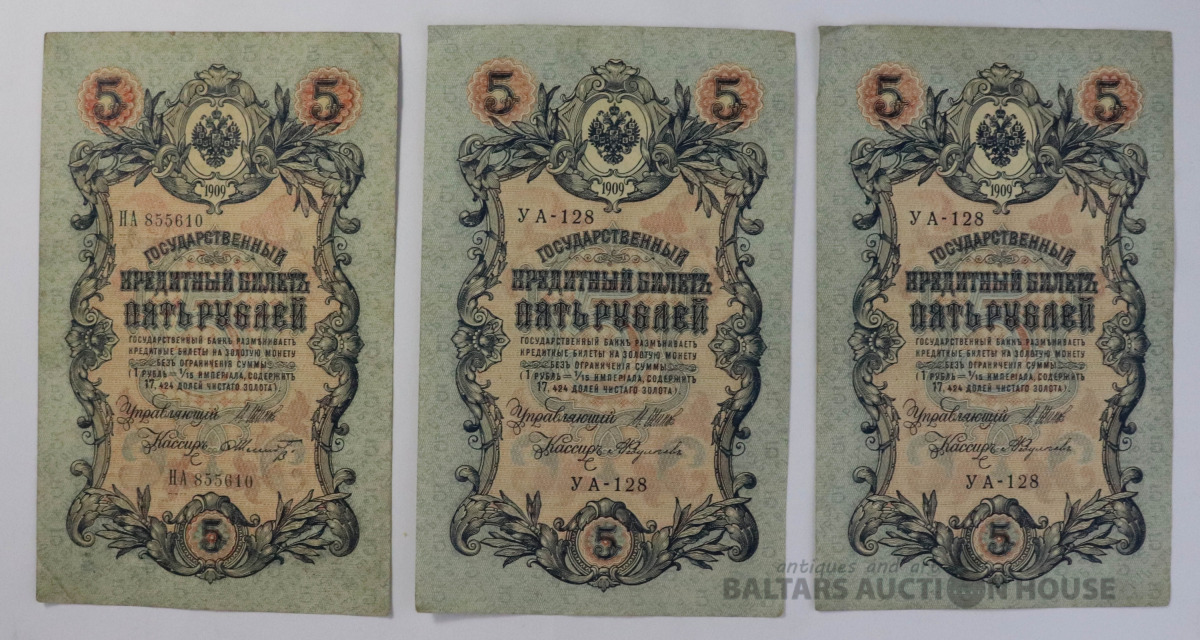 5 5
1909
НА 855610
ГОСУДАРСТВЕННЫЙ
КРЕДИТНЫЙ БИЛЕТЪ
ПЯТЬ РУБЛЕЙ
ГОСУДАРСТВЕННЫЙ БАНКЪ РАЗМѢНИВАЕТЪ
КРЕДИТНЫЕ БИЛЕТЫ НА ЗОЛОТУЮ МОНЕТУ
БЕЗЪ ОГРАНИЧЕНІЯ СУММЫ
(1 РУБЛЬ = 1/15 ИМПЕРІАЛА, СОДЕРЖИТЪ
17,424 ДОЛЕЙ ЧИСТАГО ЗОЛОТА).
Управляющій
Кассиръ
НА 855610
5
5 5
1909
УА-128
ГОСУДАРСТВЕННЫЙ
КРЕДИТНЫЙ БИЛЕТЪ
ПЯТЬ РУБЛЕЙ
ГОСУДАРСТВЕННЫЙ БАНКЪ РАЗМѢНИВАЕТЪ
КРЕДИТНЫЕ БИЛЕТЫ НА ЗОЛОТУЮ МОНЕТУ
БЕЗЪ ОГРАНИЧЕНІЯ СУММЫ
(1 РУБЛЬ = 1/15 ИМПЕРІАЛА, СОДЕРЖИТЪ
17,424 ДОЛЕЙ ЧИСТАГО ЗОЛОТА).
Управляющій
Кассиръ
УА-128
5
5 5
1909
УА-128
ГОСУДАРСТВЕННЫЙ
КРЕДИТНЫЙ БИЛЕТЪ
ПЯТЬ РУБЛЕЙ
ГОСУДАРСТВЕННЫЙ БАНКЪ РАЗМѢНИВАЕТЪ
КРЕДИТНЫЕ БИЛЕТЫ НА ЗОЛОТУЮ МОНЕТУ
БЕЗЪ ОГРАНИЧЕНІЯ СУММЫ
(1 РУБЛЬ = 1/15 ИМПЕРІАЛА, СОДЕРЖИТЪ
17,424 ДОЛЕЙ ЧИСТАГО ЗОЛОТА).
Управляющій
Кассиръ
УА-128
5
antiques and art
BALTARS AUCTION HOUSE